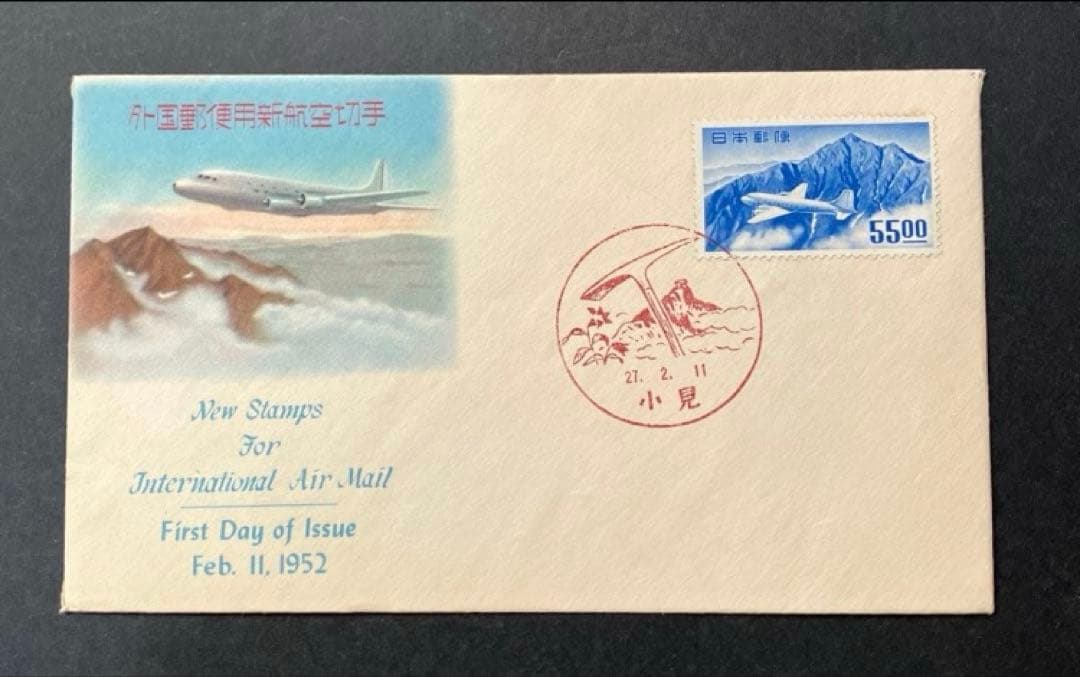 外国郵便用新航空切手
日本郵便
55.00
27. 2. 11
小見
New Stamps
For
International Air Mail
First Day of Issue
Feb. 11, 1952